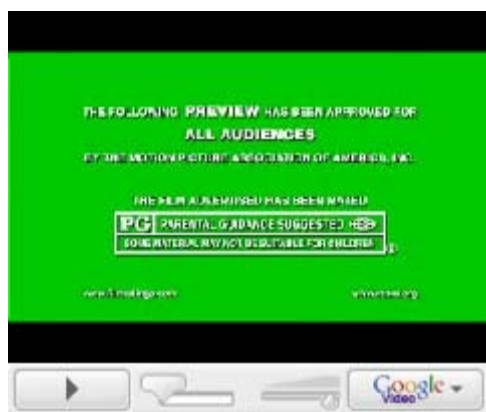 THE FOLLOWING PREVIEW HAS BEEN APPROVED FOR
ALL AUDIENCES
BY THE MOTION PICTURE ASSOCIATION OF AMERICA, INC.
THE FILM ADVERTISED HAS BEEN RATED
PG PARENTAL GUIDANCE SUGGESTED
SOME MATERIAL MAY NOT BE SUITABLE FOR CHILDREN
Google
Video